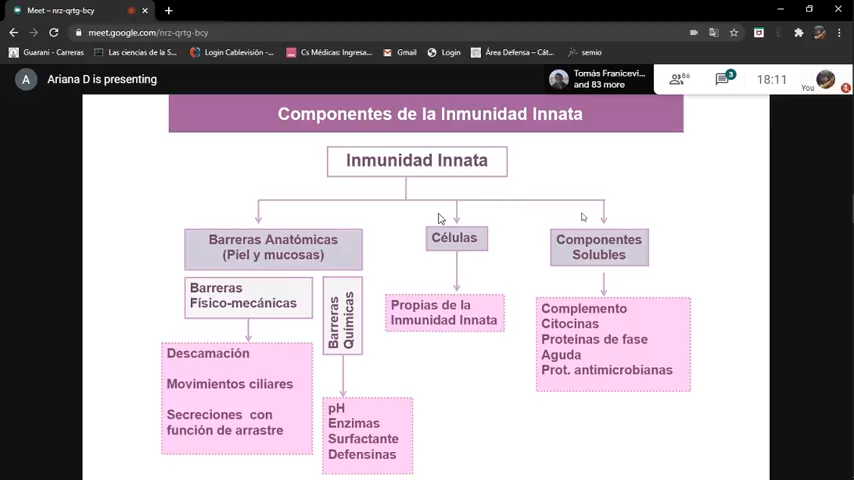 Meet – nrz-qrtg-bcy
meet.google.com/nrz-qrtg-bcy
Guarani - Carreras
Las ciencias de la S...
Login Cablevisión...
Cs Médicas: Ingresa...
Gmail
Login
Área Defensa – Cát...
semio
A
Ariana D is presenting
Tomás Franicevi...
and 83 more
86
3
18:11
You
Componentes de la Inmunidad Innata
Inmunidad Innata
Barreras Anatómicas
(Piel y mucosas)
Células
Componentes
Solubles
Barreras
Físico-mecánicas
Barreras
Químicas
Propias de la
Inmunidad Innata
Complemento
Citocinas
Proteínas de fase
Aguda
Prot. antimicrobianas
Descamación
Movimientos ciliares
Secreciones con
función de arrastre
pH
Enzimas
Surfactante
Defensinas